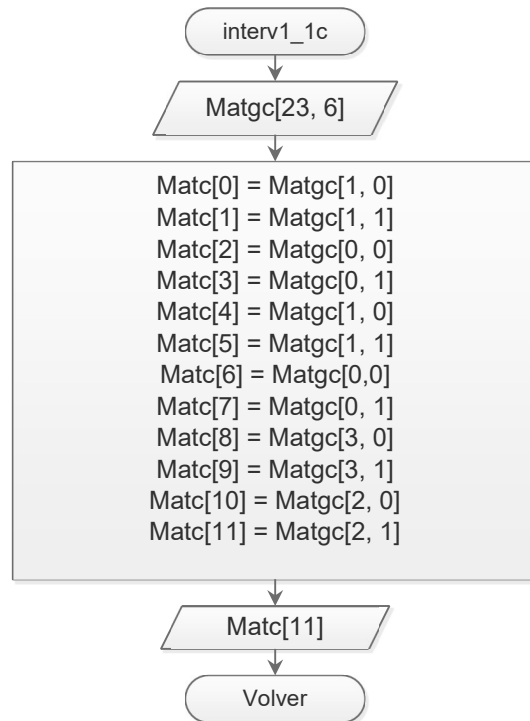 interv1_1c
Matgc[23, 6]
Matc[0] = Matgc[1, 0]
Matc[1] = Matgc[1, 1]
Matc[2] = Matgc[0, 0]
Matc[3] = Matgc[0, 1]
Matc[4] = Matgc[1, 0]
Matc[5] = Matgc[1, 1]
Matc[6] = Matgc[0,0]
Matc[7] = Matgc[0, 1]
Matc[8] = Matgc[3, 0]
Matc[9] = Matgc[3, 1]
Matc[10] = Matgc[2, 0]
Matc[11] = Matgc[2, 1]
Matc[11]
Volver